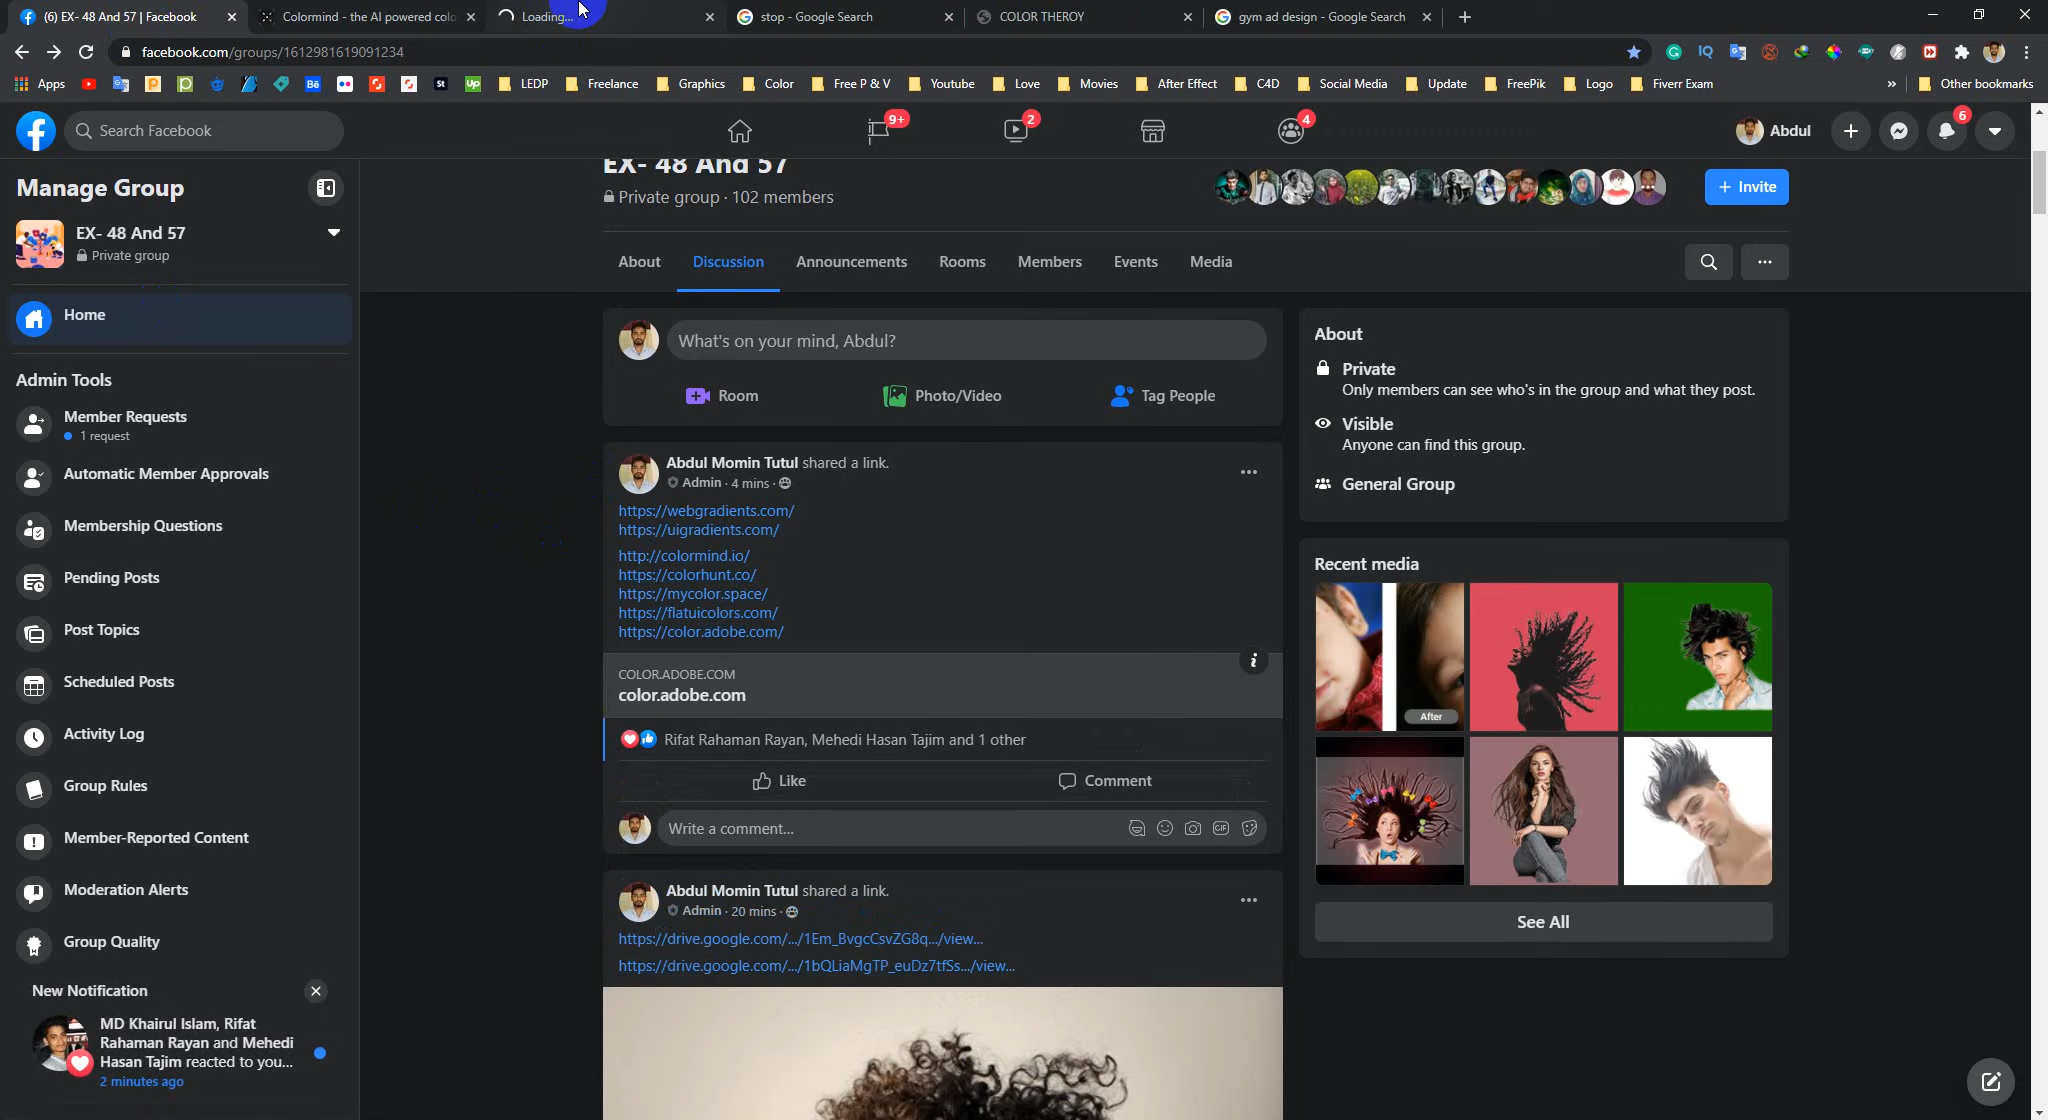 (6) EX- 48 And 57 | Facebook
Colormind - the AI powered colo
Loading...
stop - Google Search
COLOR THEROY
gym ad design - Google Search
facebook.com/groups/1612981619091234
Apps
LEDP
Freelance
Graphics
Color
Free P & V
Youtube
Love
Movies
After Effect
C4D
Social Media
Update
FreePik
Logo
Fiverr Exam
Other bookmarks
Search Facebook
9+
2
4
Abdul
6
Manage Group
EX- 48 And 57
Private group
Home
Admin Tools
Member Requests
1 request
Automatic Member Approvals
Membership Questions
Pending Posts
Post Topics
Scheduled Posts
Activity Log
Group Rules
Member-Reported Content
Moderation Alerts
Group Quality
New Notification
MD Khairul Islam, Rifat
Rahaman Rayan and Mehedi
Hasan Tajim reacted to you...
2 minutes ago
EX- 48 And 57
Private group · 102 members
+ Invite
About
Discussion
Announcements
Rooms
Members
Events
Media
What's on your mind, Abdul?
Room
Photo/Video
Tag People
Abdul Momin Tutul shared a link.
Admin · 4 mins ·
https://webgradients.com/
https://uigradients.com/
http://colormind.io/
https://colorhunt.co/
https://mycolor.space/
https://flatuicolors.com/
https://color.adobe.com/
COLOR.ADOBE.COM
color.adobe.com
Rifat Rahaman Rayan, Mehedi Hasan Tajim and 1 other
Like
Comment
Write a comment...
GIF
Abdul Momin Tutul shared a link.
Admin · 20 mins ·
https://drive.google.com/.../1Em_BvgcCsvZG8q.../view...
https://drive.google.com/.../1bQLiaMgTP_euDz7tfSs.../view...
About
Private
Only members can see who's in the group and what they post.
Visible
Anyone can find this group.
General Group
Recent media
After
See All